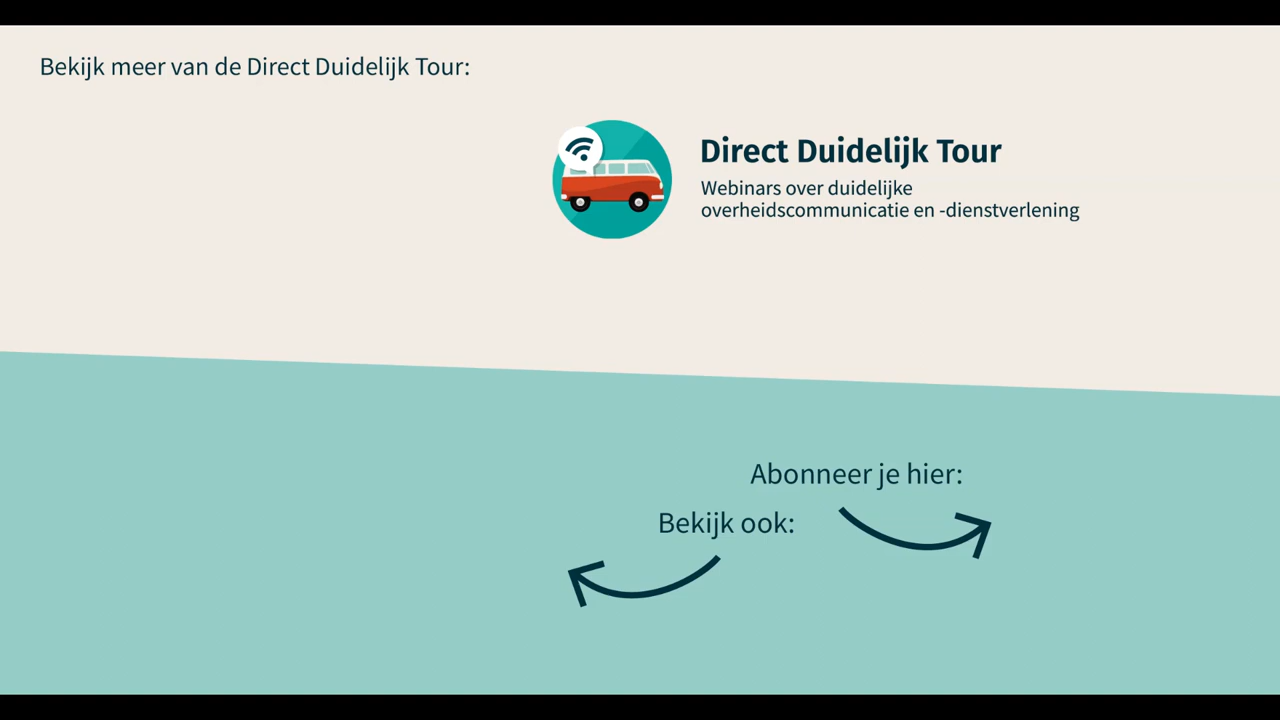 Bekijk meer van de Direct Duidelijk Tour:
Direct Duidelijk Tour
Webinars over duidelijke
overheidscommunicatie en -dienstverlening
Abonneer je hier:
Bekijk ook: